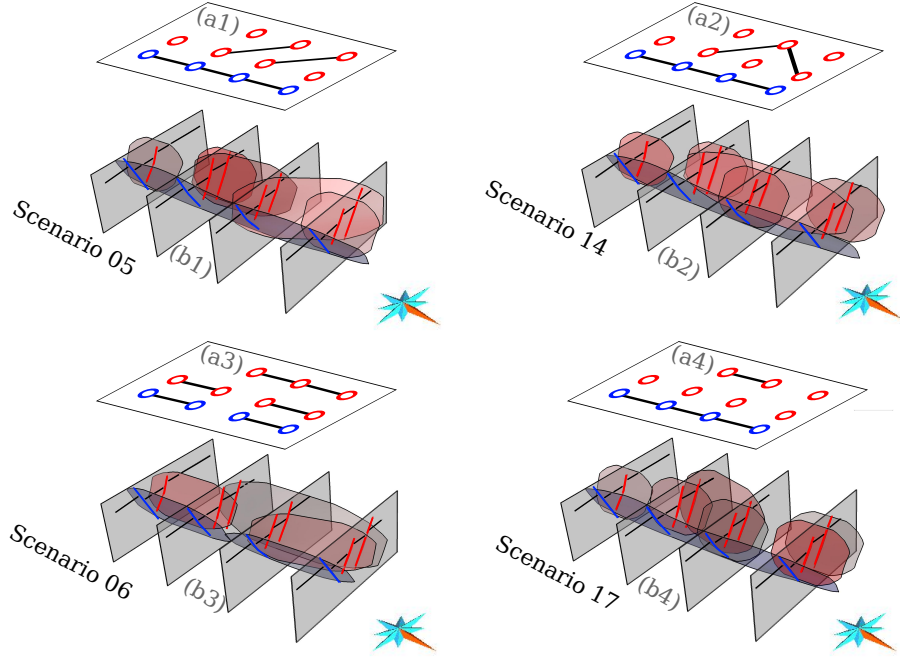 (a1)
(a2)
Scenario 05
(b1)
Scenario 14
(b2)
(a3)
(a4)
Scenario 06
(b3)
Scenario 17
(b4)